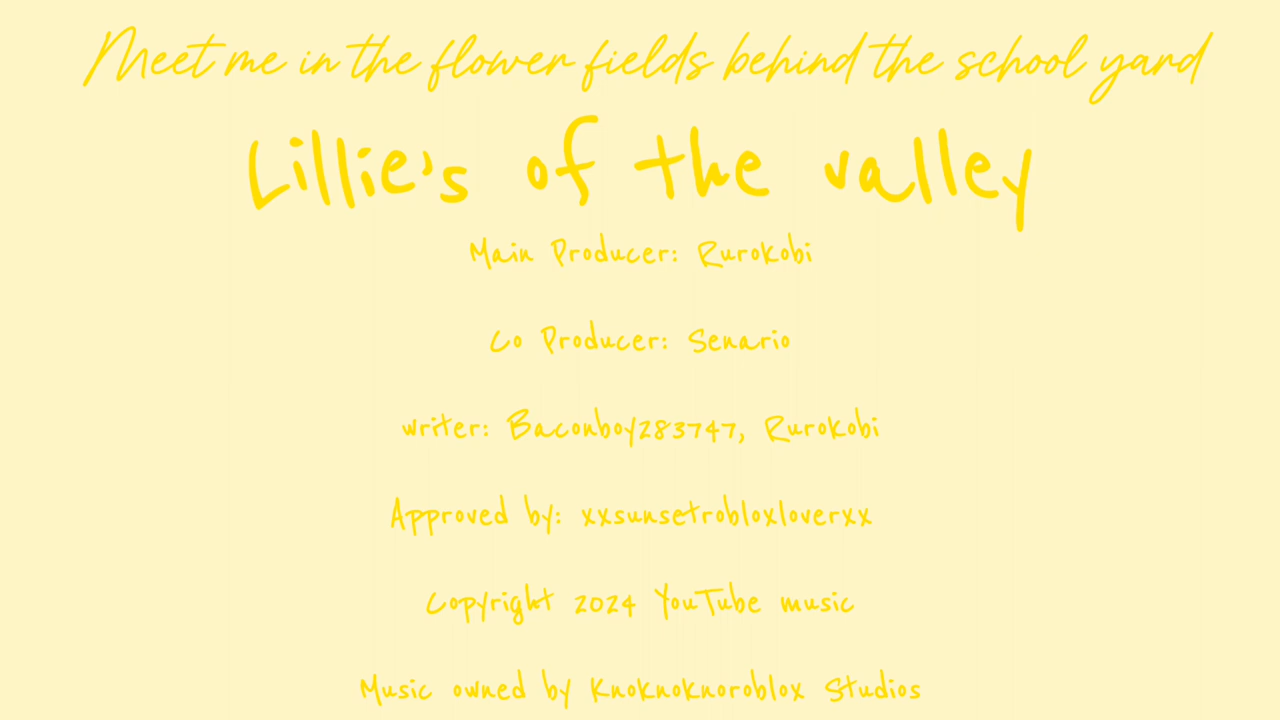 Meet me in the flower fields behind the school yard
Lillie's of the valley
Main Producer: Rurokobi
Co Producer: Senario
writer: Baconboy283747, Rurokobi
Approved by: xxsunsetrobloxloverxx
Copyright 2024 YouTube music
Music owned by Knoknoknoroblox Studios